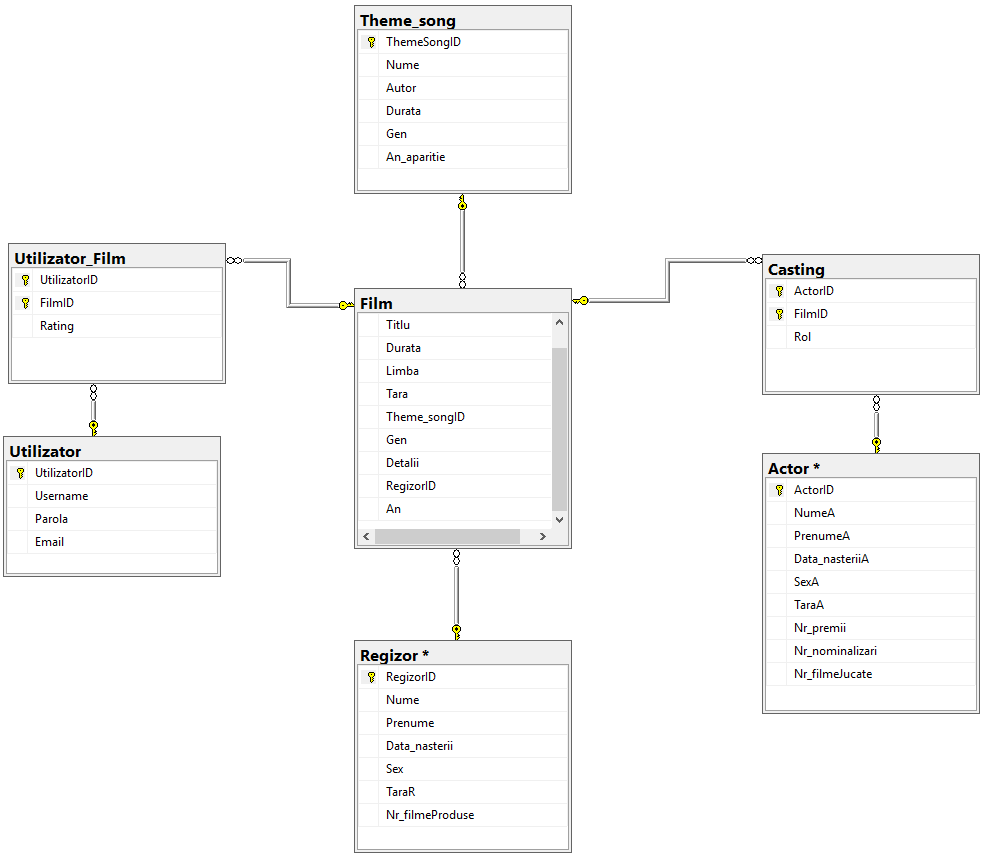 Theme_song
ThemeSongID
Nume
Autor
Durata
Gen
An_aparitie
Utilizator_Film
UtilizatorID
FilmID
Rating
Film
Titlu
Durata
Limba
Tara
Theme_songID
Gen
Detalii
RegizorID
An
Casting
ActorID
FilmID
Rol
Utilizator
UtilizatorID
Username
Parola
Email
Actor *
ActorID
NumeA
PrenumeA
Data_nasteriiA
SexA
TaraA
Nr_premii
Nr_nominalizari
Nr_filmeJucate
Regizor *
RegizorID
Nume
Prenume
Data_nasterii
Sex
TaraR
Nr_filmeProduse